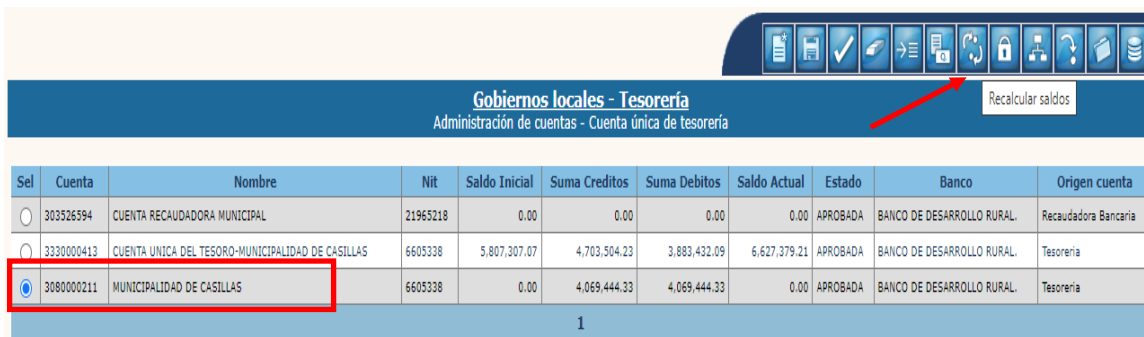 Recalcular saldos
Gobiernos locales - Tesorería
Administración de cuentas - Cuenta única de tesorería
Sel Cuenta Nombre Nit Saldo Inicial Suma Creditos Suma Debitos Saldo Actual Estado Banco Origen cuenta
303526594 CUENTA RECAUDADORA MUNICIPAL 21965218 0.00 0.00 0.00 0.00 APROBADA BANCO DE DESARROLLO RURAL. Recaudadora Bancaria
3330000413 CUENTA UNICA DEL TESORO-MUNICIPALIDAD DE CASILLAS 6605338 5,807,307.07 4,703,504.23 3,883,432.09 6,627,379.21 APROBADA BANCO DE DESARROLLO RURAL. Tesoreria
3080000211 MUNICIPALIDAD DE CASILLAS 6605338 0.00 4,069,444.33 4,069,444.33 0.00 APROBADA BANCO DE DESARROLLO RURAL. Tesoreria
1